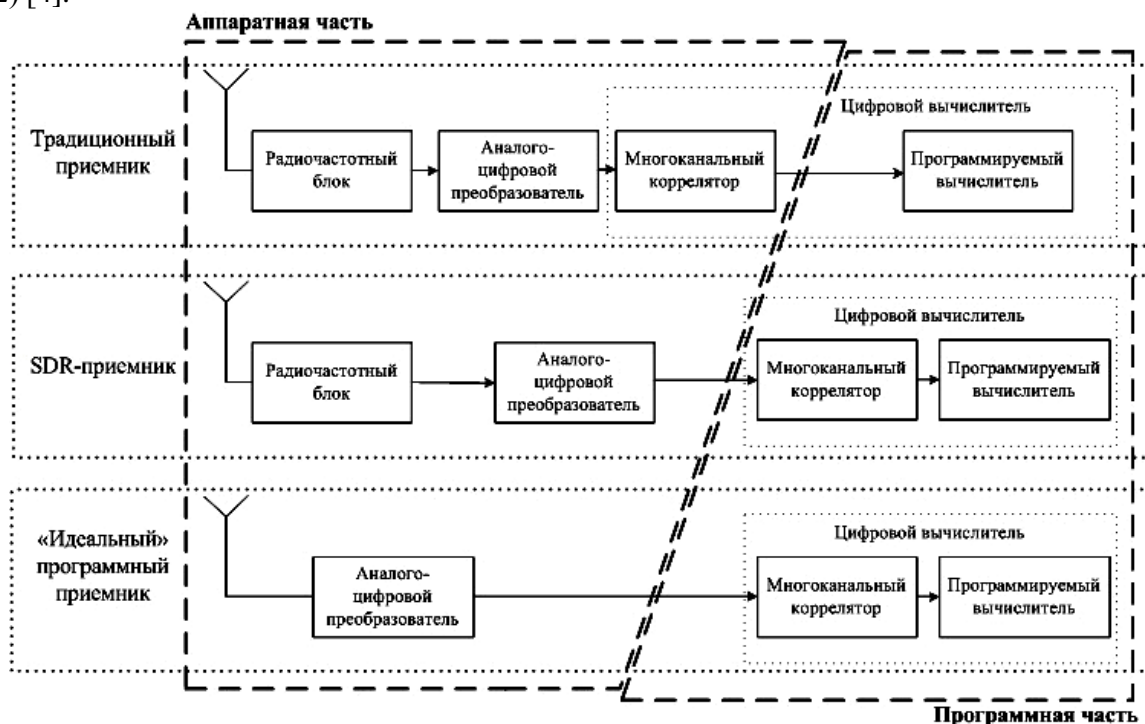 Аппаратная часть
Традиционный
приемник
Радиочастотный
блок
Аналого-
цифровой
преобразователь
Цифровой вычислитель
Многоканальный
коррелятор
Программируемый
вычислитель
SDR-приемник
Радиочастотный
блок
Аналого-
цифровой
преобразователь
Цифровой вычислитель
Многоканальный
коррелятор
Программируемый
вычислитель
«Идеальный»
программный
приемник
Аналого-
цифровой
преобразователь
Цифровой вычислитель
Многоканальный
коррелятор
Программируемый
вычислитель
Программная часть